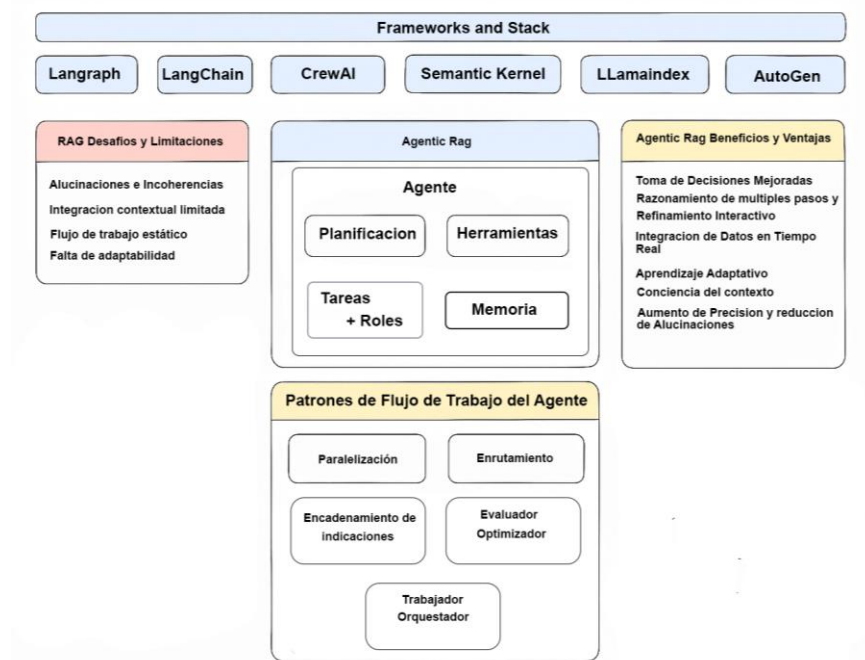 Frameworks and Stack
Langraph
LangChain
CrewAI
Semantic Kernel
LLamaindex
AutoGen
RAG Desafios y Limitaciones
Alucinaciones e Incoherencias
Integracion contextual limitada
Flujo de trabajo estático
Falta de adaptabilidad
Agentic Rag
Agente
Planificacion
Herramientas
Tareas
+ Roles
Memoria
Agentic Rag Beneficios y Ventajas
Toma de Decisiones Mejoradas
Razonamiento de multiples pasos y
Refinamiento Interactivo
Integracion de Datos en Tiempo
Real
Aprendizaje Adaptativo
Conciencia del contexto
Aumento de Precision y reduccion
de Alucinaciones
Patrones de Flujo de Trabajo del Agente
Paralelización
Enrutamiento
Encadenamiento de
indicaciones
Evaluador
Optimizador
Trabajador
Orquestador